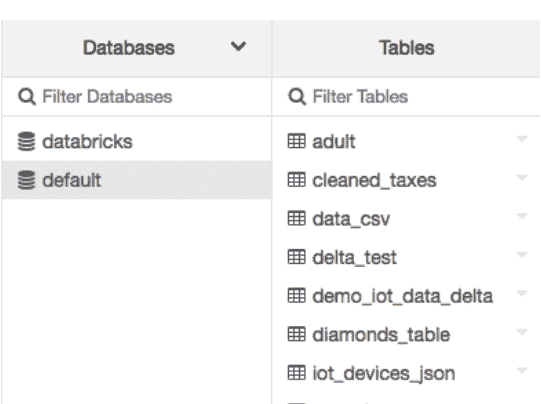 Databases
Tables
Filter Databases
Filter Tables
databricks
default
adult
cleaned_taxes
data_csv
delta_test
demo_iot_data_delta
diamonds_table
iot_devices_json